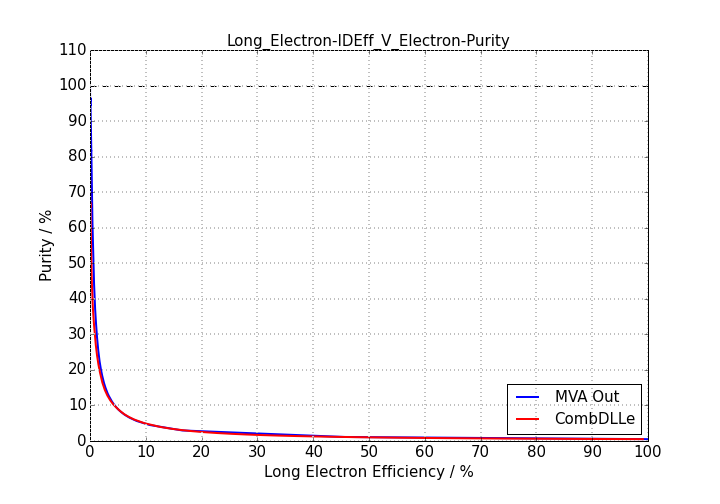 Long_Electron-IDEff_V_Electron-Purity
110
100
90
80
70
60
50
40
30
20
10
0
Purity / %
0 10 20 30 40 50 60 70 80 90 100
Long Electron Efficiency / %
MVA Out
CombDLLe